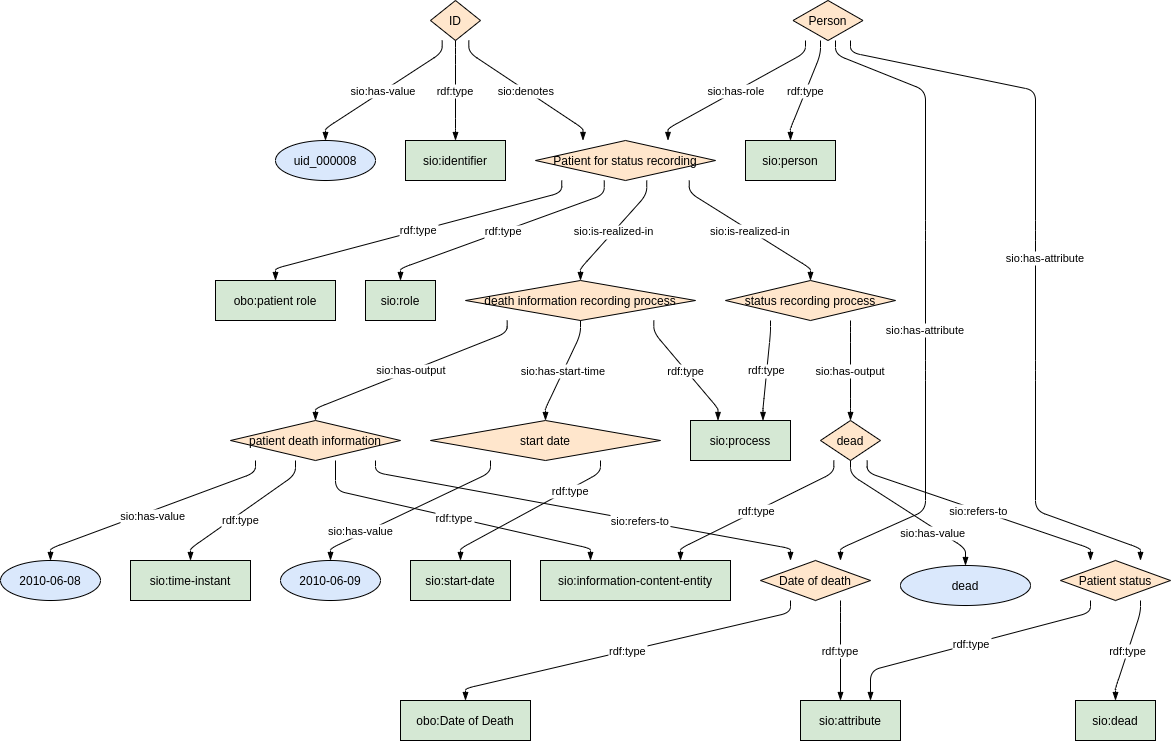 ID
Person
sio:has-value
rdf:type
sio:denotes
sio:has-role
rdf:type
uid_000008
sio:identifier
Patient for status recording
sio:person
rdf:type
rdf:type
sio:is-realized-in
sio:is-realized-in
sio:has-attribute
obo:patient role
sio:role
death information recording process
status recording process
sio:has-attribute
sio:has-output
sio:has-start-time
rdf:type
rdf:type
sio:has-output
patient death information
start date
sio:process
dead
rdf:type
sio:has-value
rdf:type
sio:has-value
rdf:type
sio:refers-to
rdf:type
sio:has-value
sio:refers-to
2010-06-08
sio:time-instant
2010-06-09
sio:start-date
sio:information-content-entity
Date of death
dead
Patient status
rdf:type
rdf:type
rdf:type
rdf:type
obo:Date of Death
sio:attribute
sio:dead